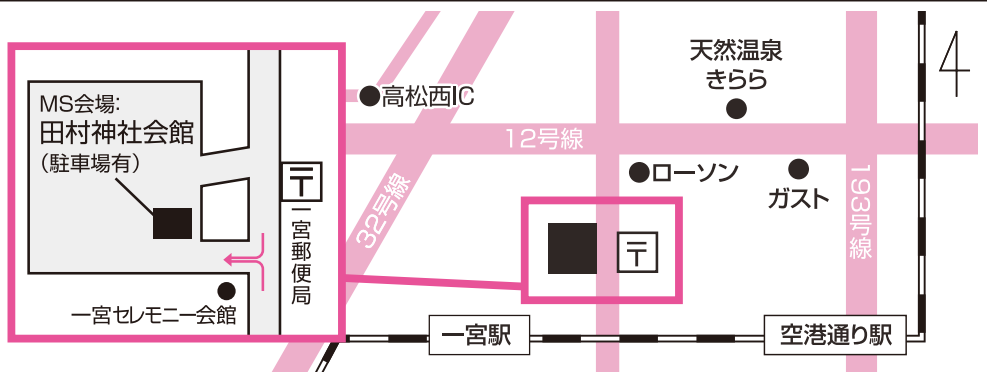 MS会場:
田村神社会館
(駐車場有)
〒
一宮郵便局
一宮セレモニー会館
高松西IC
天然温泉
きらら
12号線
ローソン
ガスト
32号線
193号線
〒
一宮駅
空港通り駅
4